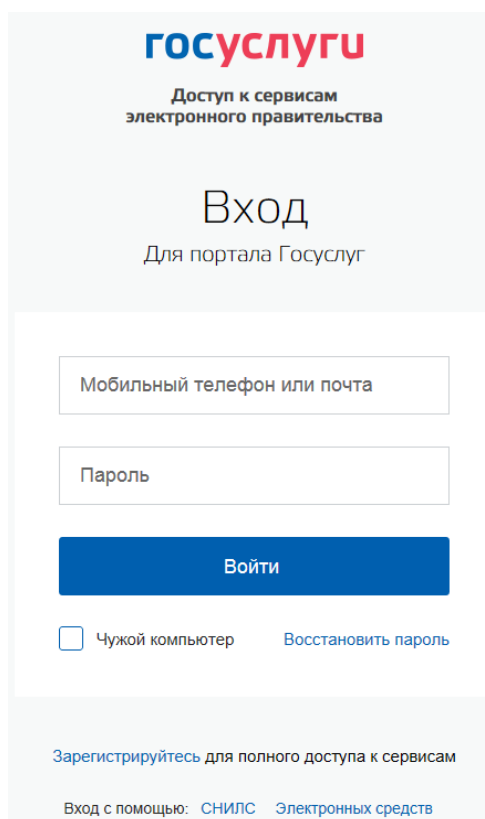 госуслуги
Доступ к сервисам
электронного правительства
Вход
Для портала Госуслуг
Мобильный телефон или почта
Пароль
Войти
Чужой компьютер Восстановить пароль
Зарегистрируйтесь для полного доступа к сервисам
Вход с помощью: СНИЛС Электронных средств